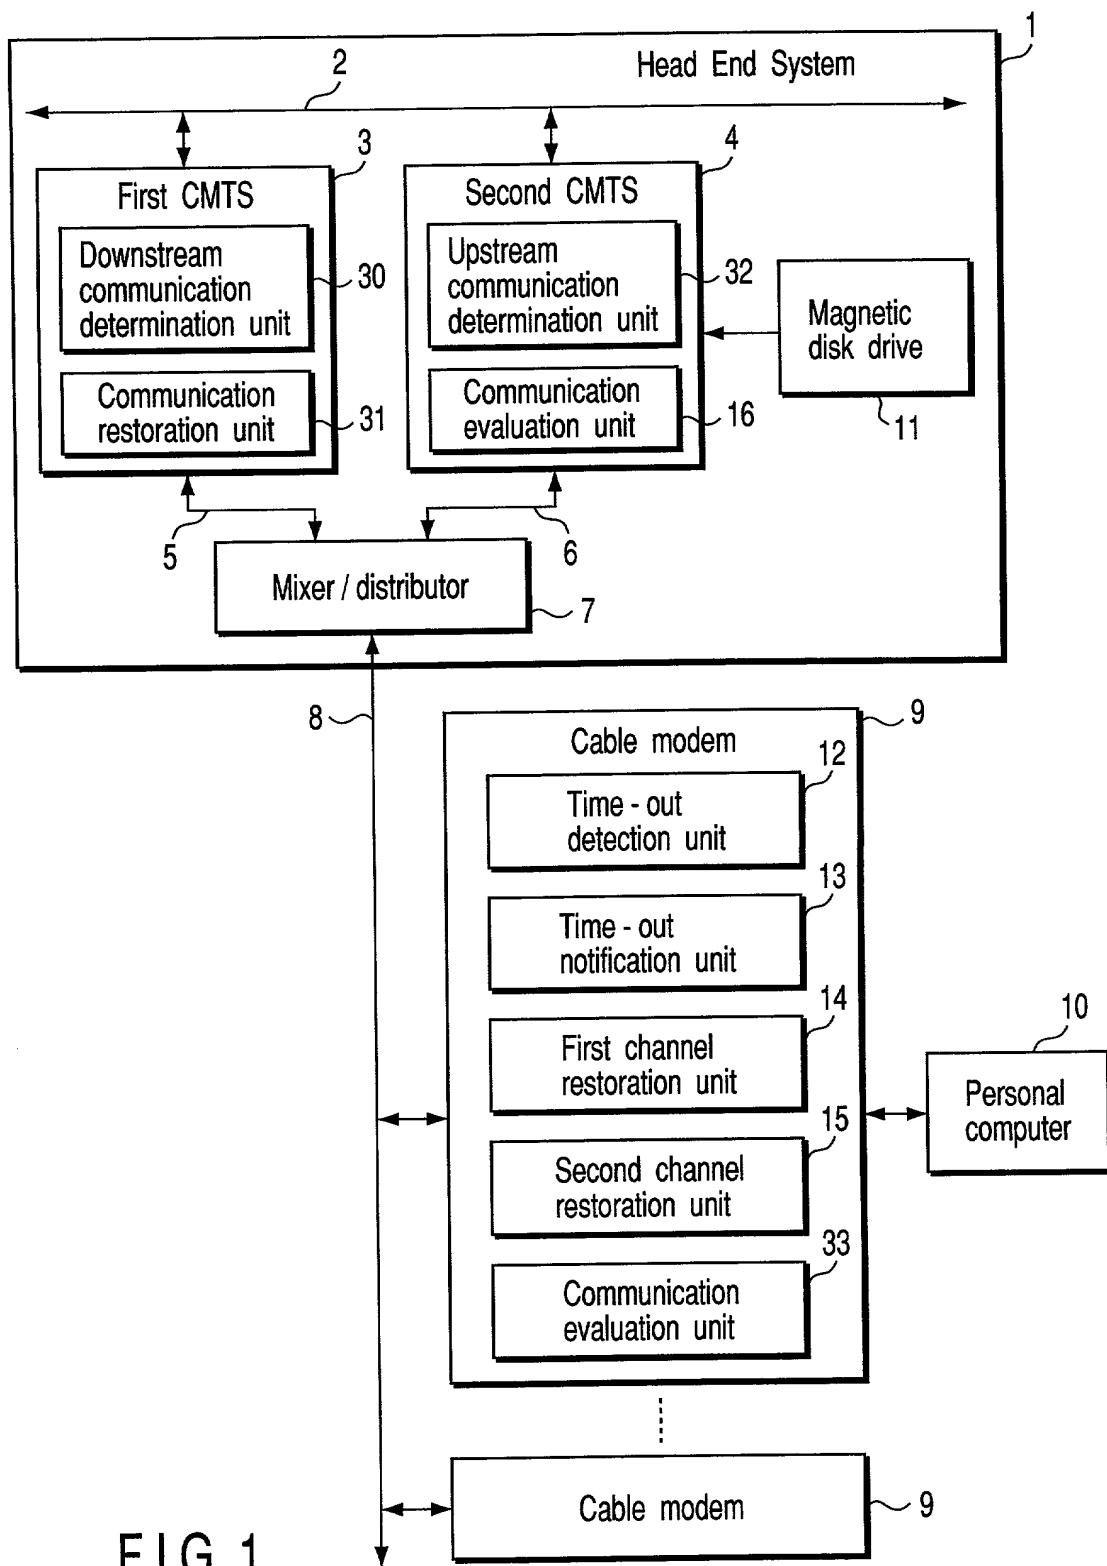 1
2
Head End System
3
4
First CMTS
Second CMTS
Downstream
communication
determination unit
30
Upstream
communication
determination unit
32
Magnetic
disk drive
Communication
restoration unit
31
Communication
evaluation unit
16
11
5
6
Mixer / distributor
7
8
9
Cable modem
12
Time - out
detection unit
13
Time - out
notification unit
14
First channel
restoration unit
10
Personal
computer
15
Second channel
restoration unit
33
Communication
evaluation unit
Cable modem
9
FIG. 1